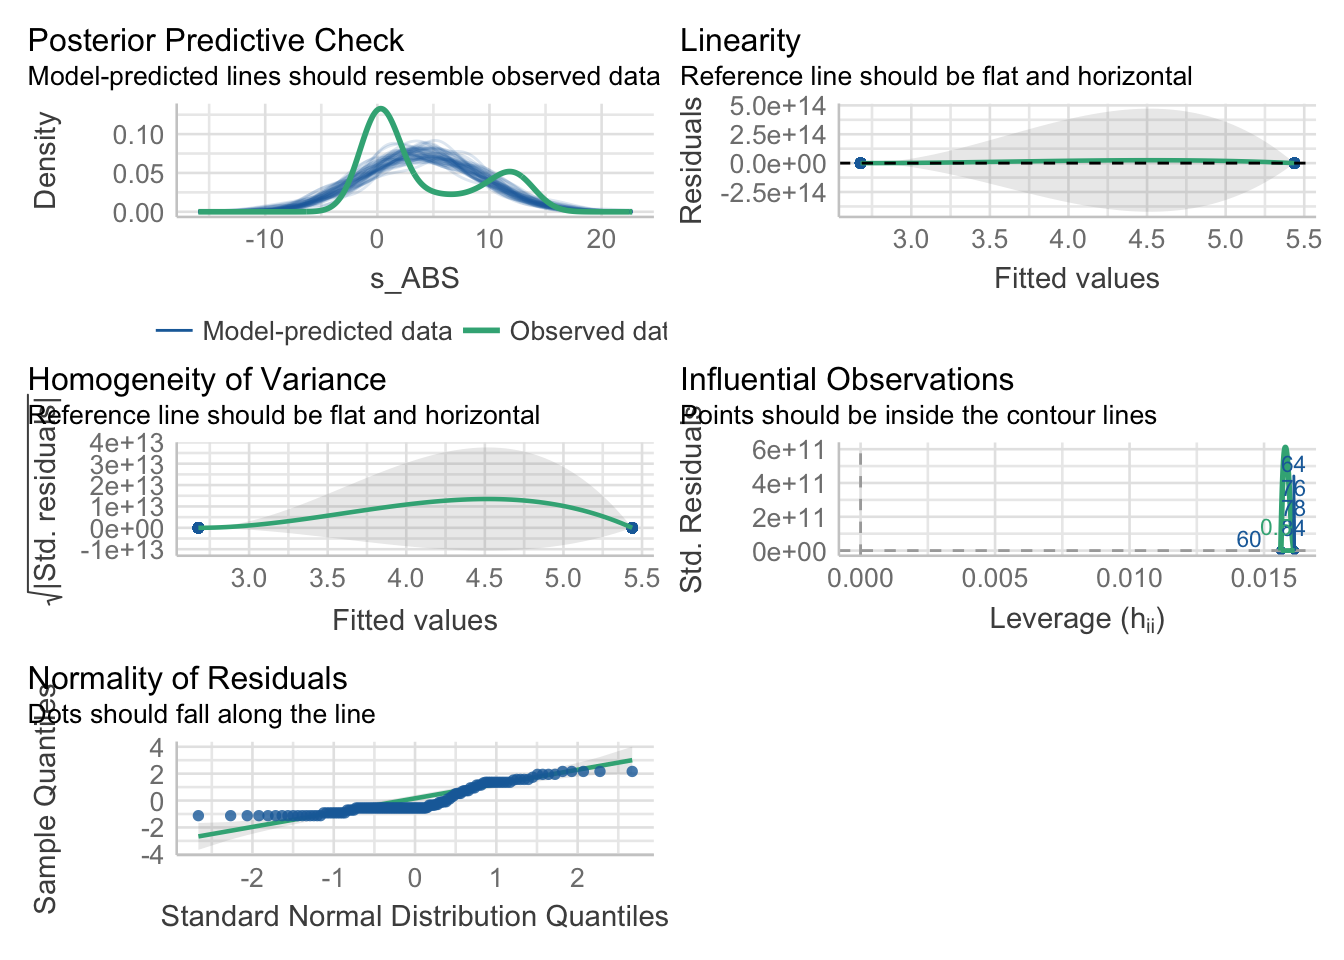 Posterior Predictive Check
Model-predicted lines should resemble observed data
Density
0.10
0.05
0.00
-10 0 10 20
s_ABS
Model-predicted data Observed dat
Linearity
Reference line should be flat and horizontal
Residuals
5.0e+14
2.5e+14
0.0e+00
-2.5e+14
3.0 3.5 4.0 4.5 5.0 5.5
Fitted values
Homogeneity of Variance
Reference line should be flat and horizontal
√|Std. residuals|
4e+13
3e+13
2e+13
1e+13
0e+00
-1e+13
3.0 3.5 4.0 4.5 5.0 5.5
Fitted values
Influential Observations
Points should be inside the contour lines
Std. Residuals
6e+11
4e+11
2e+11
0e+00
64
76
78
84
60
0.000 0.005 0.010 0.015
Leverage (hii)
Normality of Residuals
Dots should fall along the line
Sample Quantiles
4
2
0
-2
-4
-2 -1 0 1 2
Standard Normal Distribution Quantiles